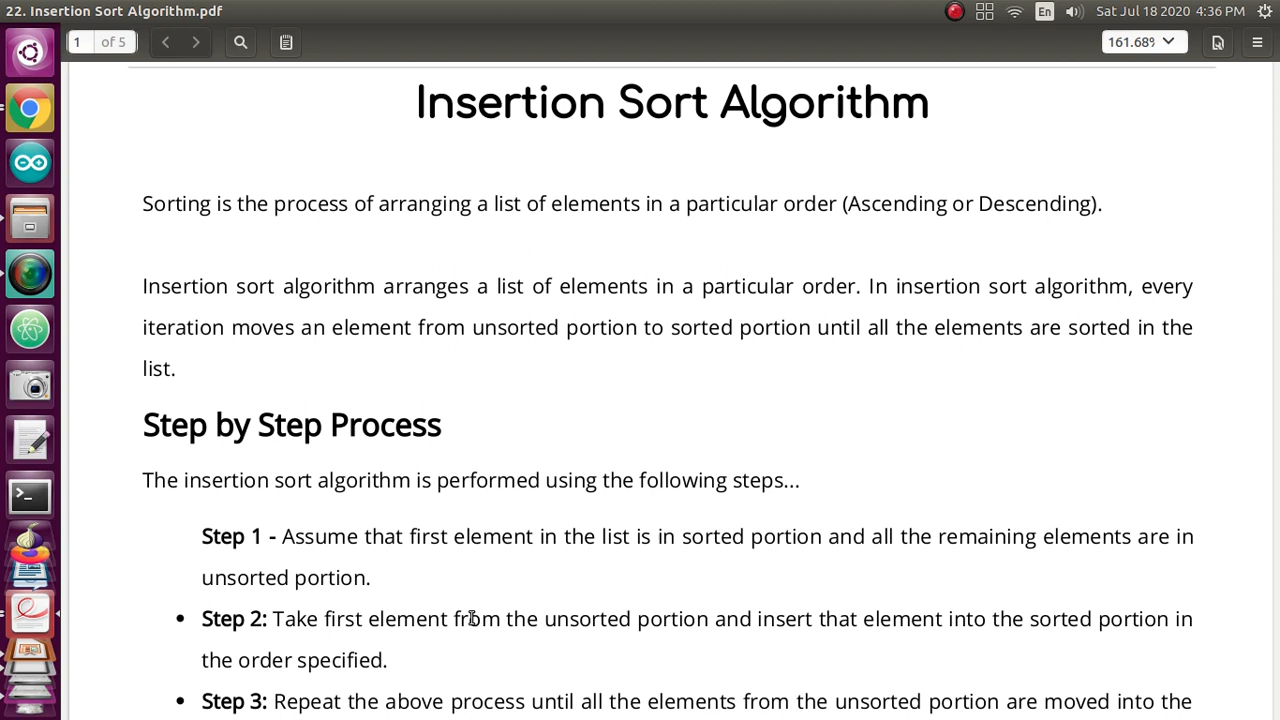 22. Insertion Sort Algorithm.pdf
En
Sat Jul 18 2020 4:36 PM
1 of 5
161.68%
Insertion Sort Algorithm
Sorting is the process of arranging a list of elements in a particular order (Ascending or Descending).
Insertion sort algorithm arranges a list of elements in a particular order. In insertion sort algorithm, every
iteration moves an element from unsorted portion to sorted portion until all the elements are sorted in the
list.
Step by Step Process
The insertion sort algorithm is performed using the following steps...
Step 1 - Assume that first element in the list is in sorted portion and all the remaining elements are in
unsorted portion.
• Step 2: Take first element from the unsorted portion and insert that element into the sorted portion in
the order specified.
• Step 3: Repeat the above process until all the elements from the unsorted portion are moved into the